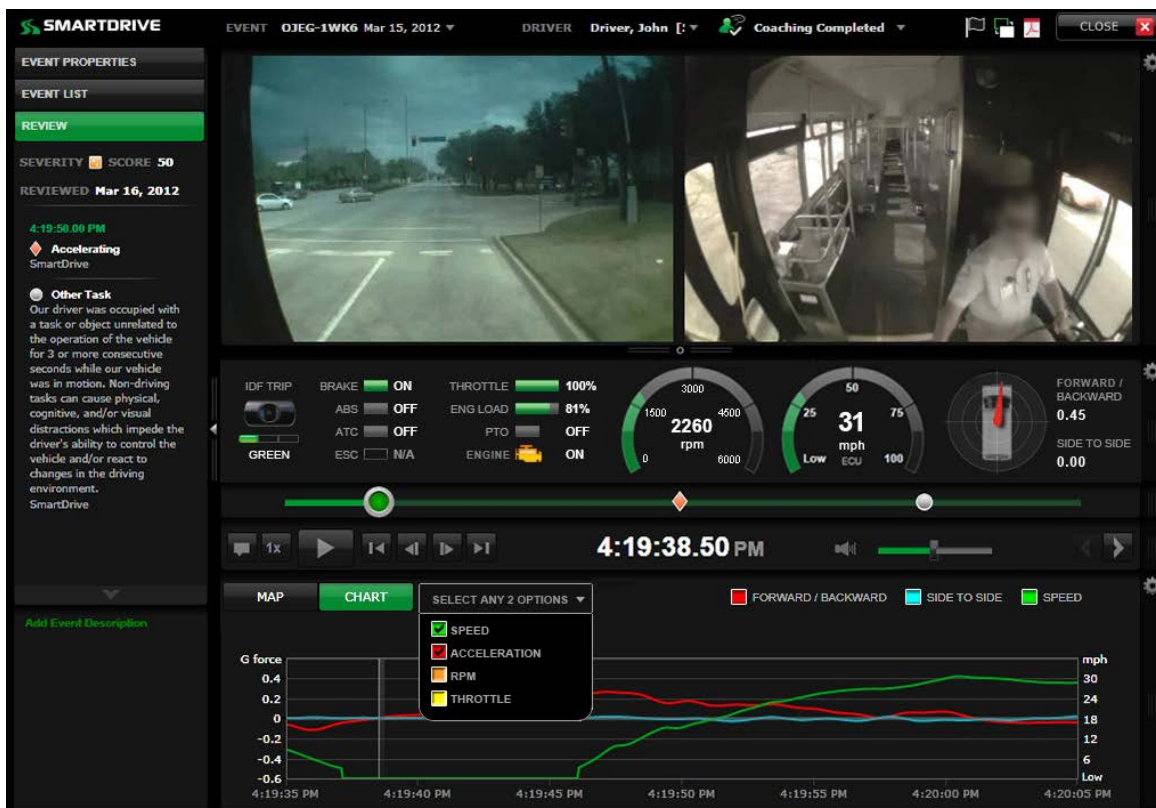 SMARTDRIVE
EVENT OJEG-1WK6 Mar 15, 2012
DRIVER Driver, John [:
Coaching Completed
CLOSE
EVENT PROPERTIES
EVENT LIST
REVIEW
SEVERITY SCORE 50
REVIEWED Mar 16, 2012
4:19:50.00 PM
Accelerating
SmartDrive
Other Task
Our driver was occupied with
a task or object unrelated to
the operation of the vehicle
for 3 or more consecutive
seconds while our vehicle
was in motion. Non-driving
tasks can cause physical,
cognitive, and/or visual
distractions which impede the
driver's ability to control the
vehicle and/or react to
changes in the driving
environment.
SmartDrive
Add Event Description
IDF TRIP
GREEN
BRAKE ON
ABS OFF
ATC OFF
ESC N/A
THROTTLE 100%
ENG LOAD 81%
PTO OFF
ENGINE ON
3000
1500 4500
2260
rpm
0 6000
50
25 75
31
mph
Low ECU 100
FORWARD /
BACKWARD
0.45
SIDE TO SIDE
0.00
1x
4:19:38.50 PM
MAP
CHART
SELECT ANY 2 OPTIONS
SPEED
ACCELERATION
RPM
THROTTLE
FORWARD / BACKWARD
SIDE TO SIDE
SPEED
G force
0.4
0.2
0
-0.2
-0.4
-0.6
mph
30
24
18
12
6
Low
4:19:35 PM
4:19:40 PM
4:19:45 PM
4:19:50 PM
4:19:55 PM
4:20:00 PM
4:20:05 PM